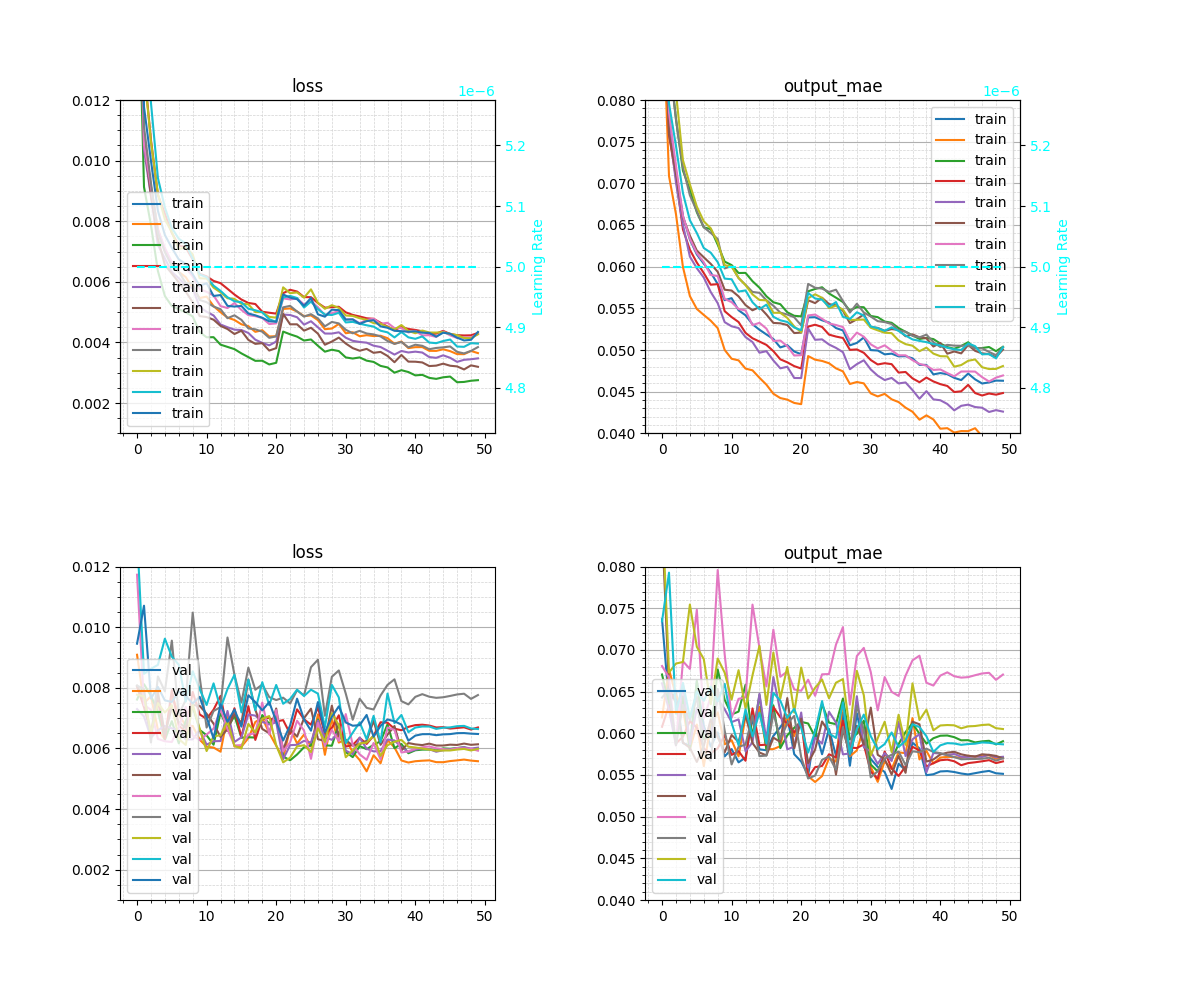 loss
1e−6
0.012
0.010
0.008
0.006
0.004
0.002
train
train
train
train
train
train
train
train
train
train
train
0 10 20 30 40 50
5.2
5.1
5.0
4.9
4.8
Learning Rate
output_mae
1e−6
0.080
0.075
0.070
0.065
0.060
0.055
0.050
0.045
0.040
train
train
train
train
train
train
train
train
train
train
0 10 20 30 40 50
5.2
5.1
5.0
4.9
4.8
Learning Rate
loss
0.012
0.010
0.008
0.006
0.004
0.002
val
val
val
val
val
val
val
val
val
val
val
0 10 20 30 40 50
output_mae
0.080
0.075
0.070
0.065
0.060
0.055
0.050
0.045
0.040
val
val
val
val
val
val
val
val
val
val
0 10 20 30 40 50